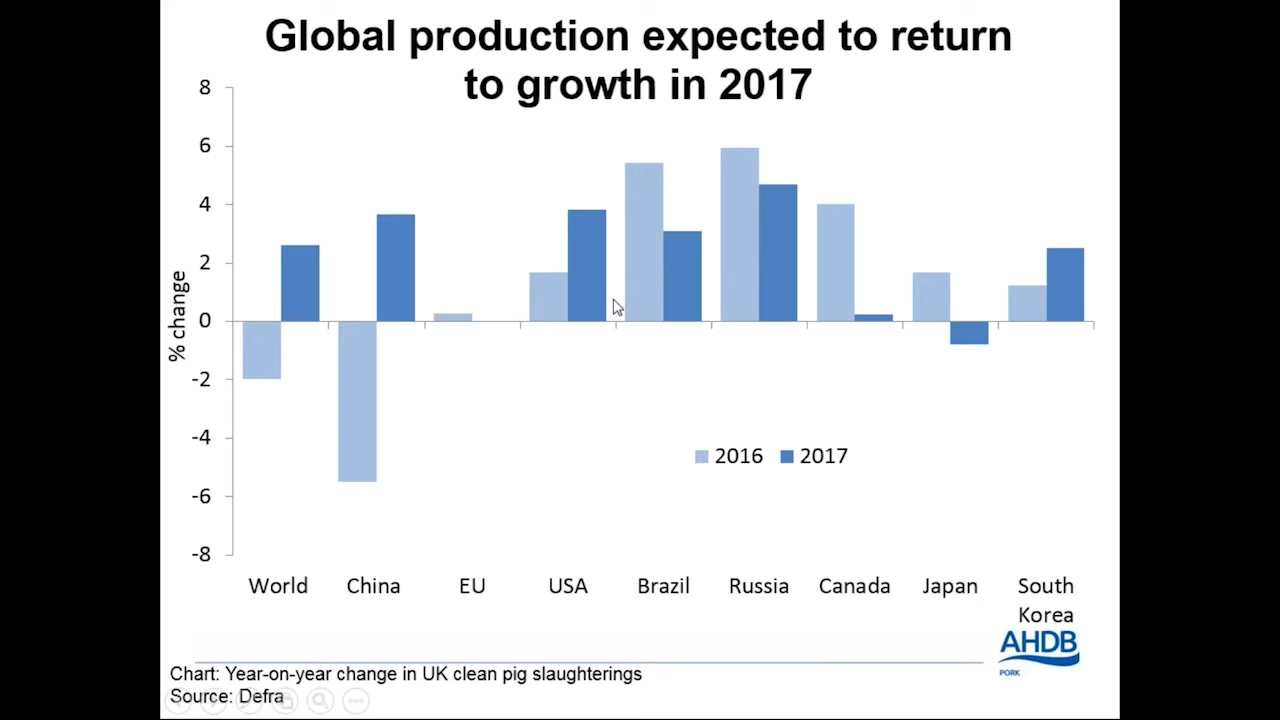 Global production expected to return
to growth in 2017
8
6
4
2
0
-2
-4
-6
-8
% change
2016 2017
World China EU USA Brazil Russia Canada Japan South
Korea
AHDB
PORK
Chart: Year-on-year change in UK clean pig slaughterings
Source: Defra